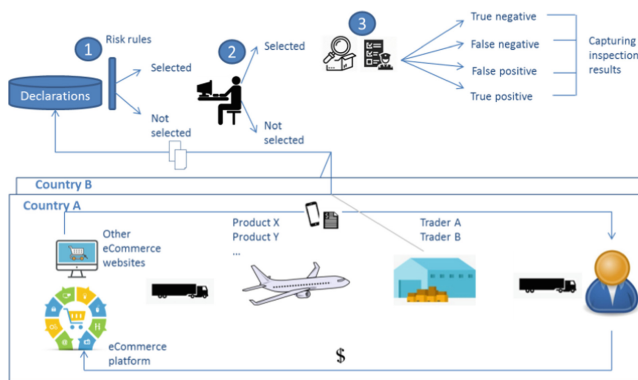 1
Risk rules
Selected
Declarations
Not
selected
2
Selected
Not
selected
3
True negative
False negative
False positive
True positive
Capturing
inspection
results
Country B
Country A
Other
eCommerce
websites
Product X
Product Y
...
Trader A
Trader B
eCommerce
platform
$